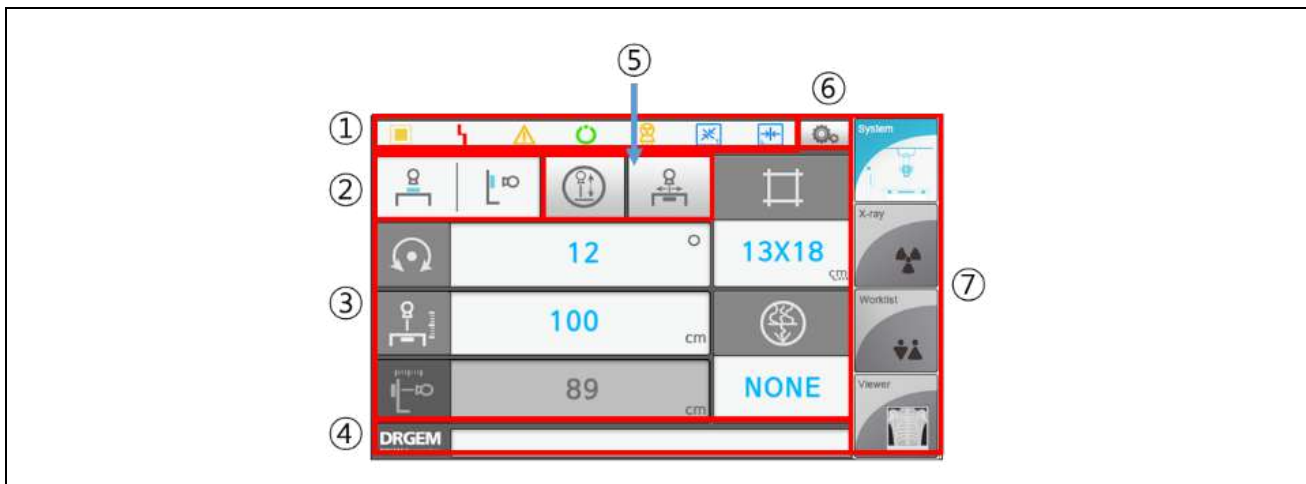 ⑤
⑥
①
System
②
X-ray
12 °
13X18 cm
⑦
③
Worklist
100 cm
89 cm
NONE
Viewer
④
DRGEM